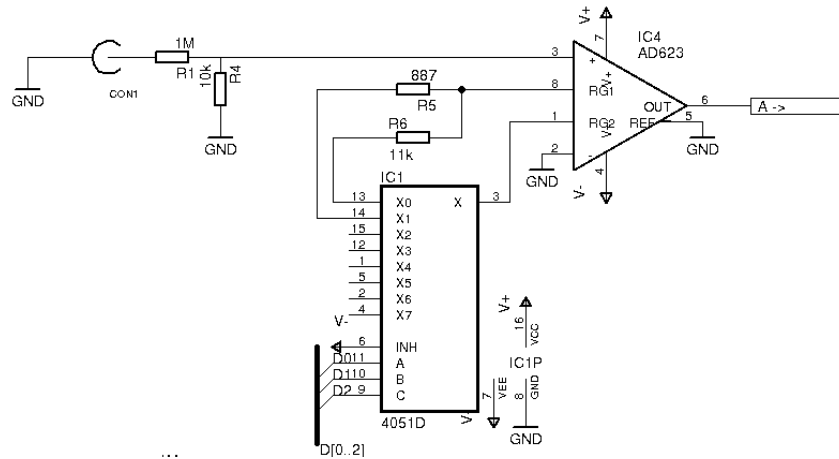 V+
7
IC4
AD623
1M
R1
CON1
GND
10k
R4
GND
3
+
V+
887
R5
8
RG1
OUT
6
A ->
R6
11k
1
RG2
REF
5
GND
2
-
V-
4
GND
V-
IC1
13
X0
X
3
14
X1
15
X2
12
X3
1
X4
5
X5
2
X6
4
X7
V-
6
INH
D0
11
A
D1
10
B
D2
9
C
4051D
V
D[0..2]
V+
16
VCC
IC1P
7
VEE
8
GND
GND